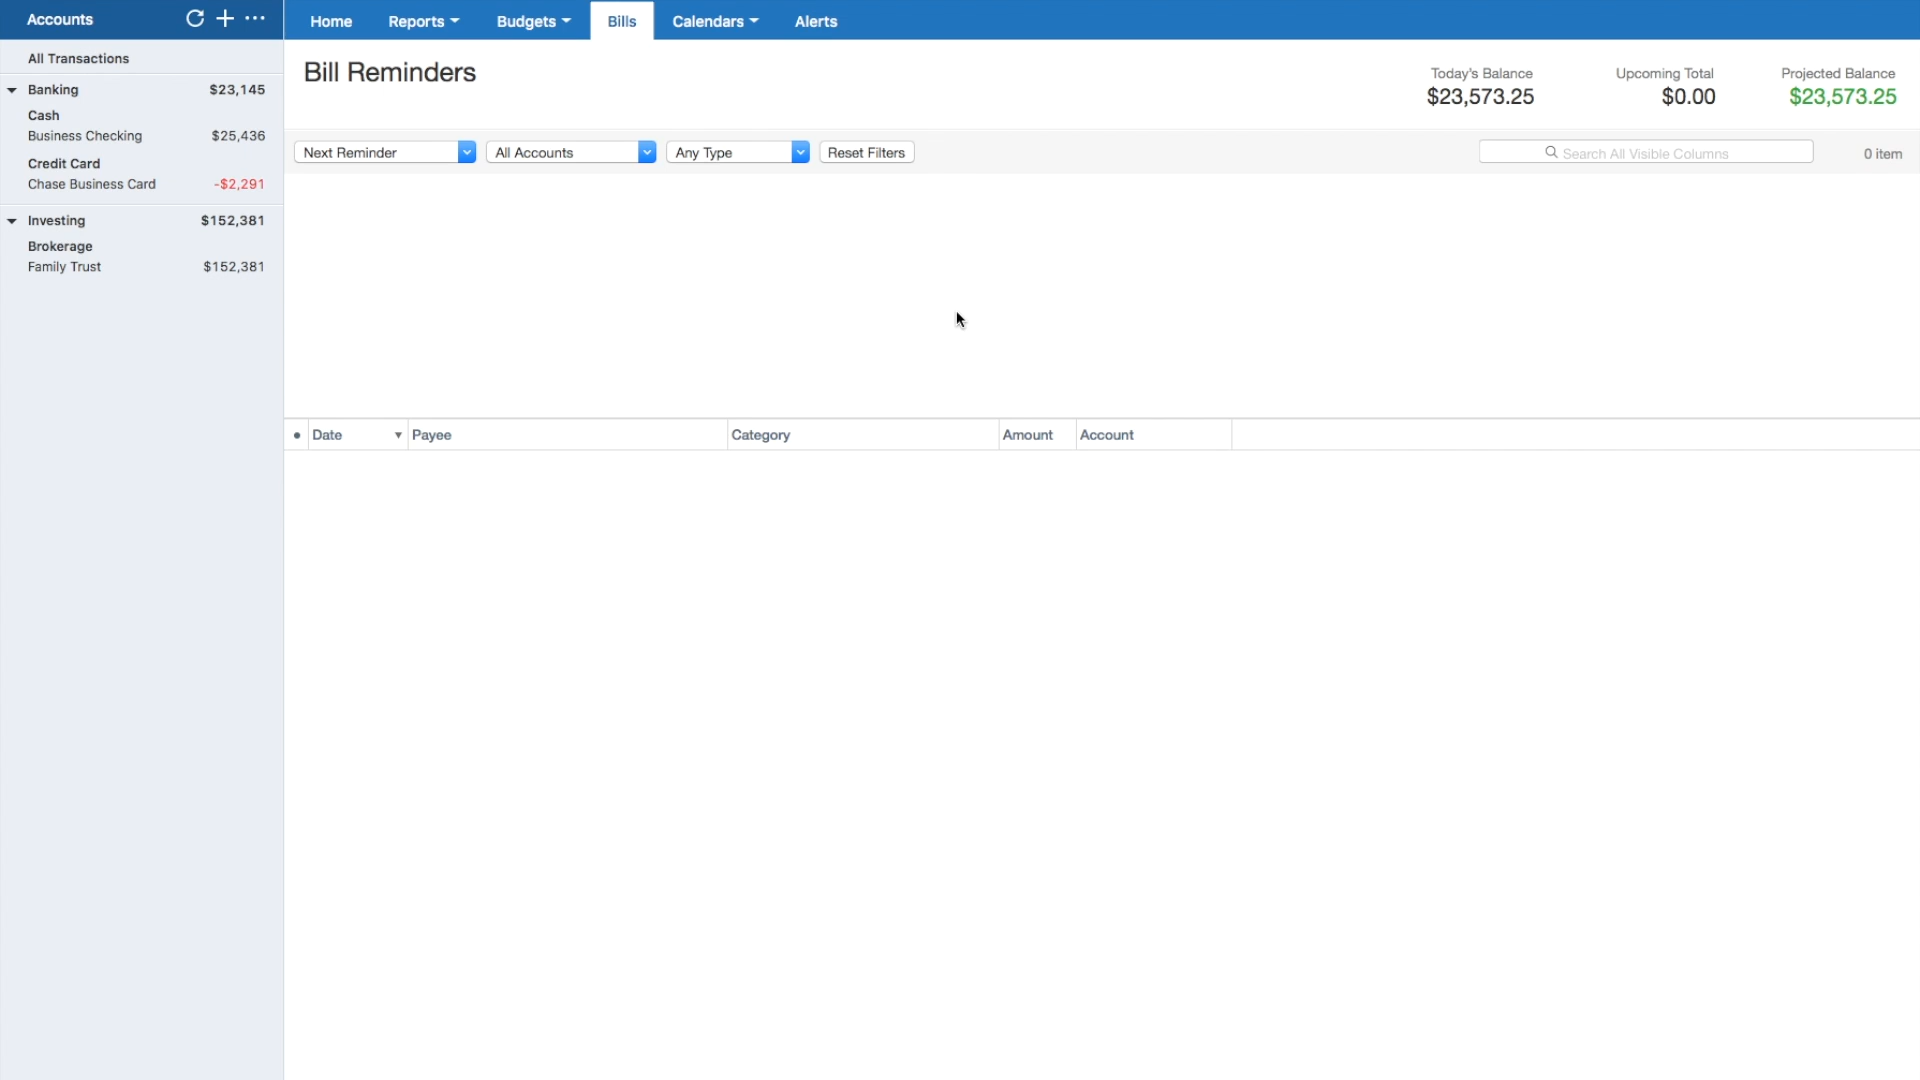 Accounts
Home Reports Budgets Bills Calendars Alerts
All Transactions
Banking $23,145
Cash
Business Checking $25,436
Credit Card
Chase Business Card -$2,291
Investing $152,381
Brokerage
Family Trust $152,381
Bill Reminders
Today's Balance Upcoming Total Projected Balance
$23,573.25 $0.00 $23,573.25
Next Reminder All Accounts Any Type Reset Filters Search All Visible Columns 0 item
Date Payee Category Amount Account